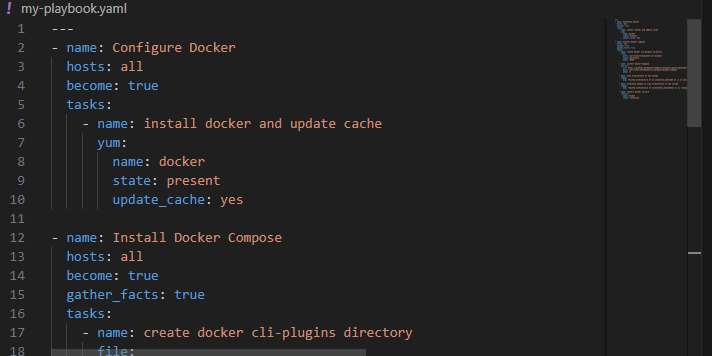 ! my-playbook.yaml
1 ---
2 - name: Configure Docker
3 hosts: all
4 become: true
5 tasks:
6 - name: install docker and update cache
7 yum:
8 name: docker
9 state: present
10 update_cache: yes
11
12 - name: Install Docker Compose
13 hosts: all
14 become: true
15 gather_facts: true
16 tasks:
17 - name: create docker cli-plugins directory
18 file: